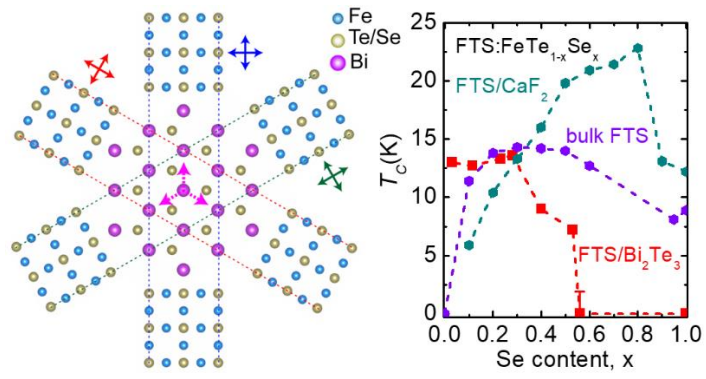 Fe
Te/Se
Bi
FTS:FeTe₁₋ₓSeₓ
FTS/CaF₂
bulk FTS
FTS/Bi₂Te₃
T_C(K)
25
20
15
10
5
0
0.0 0.2 0.4 0.6 0.8 1.0
Se content, x